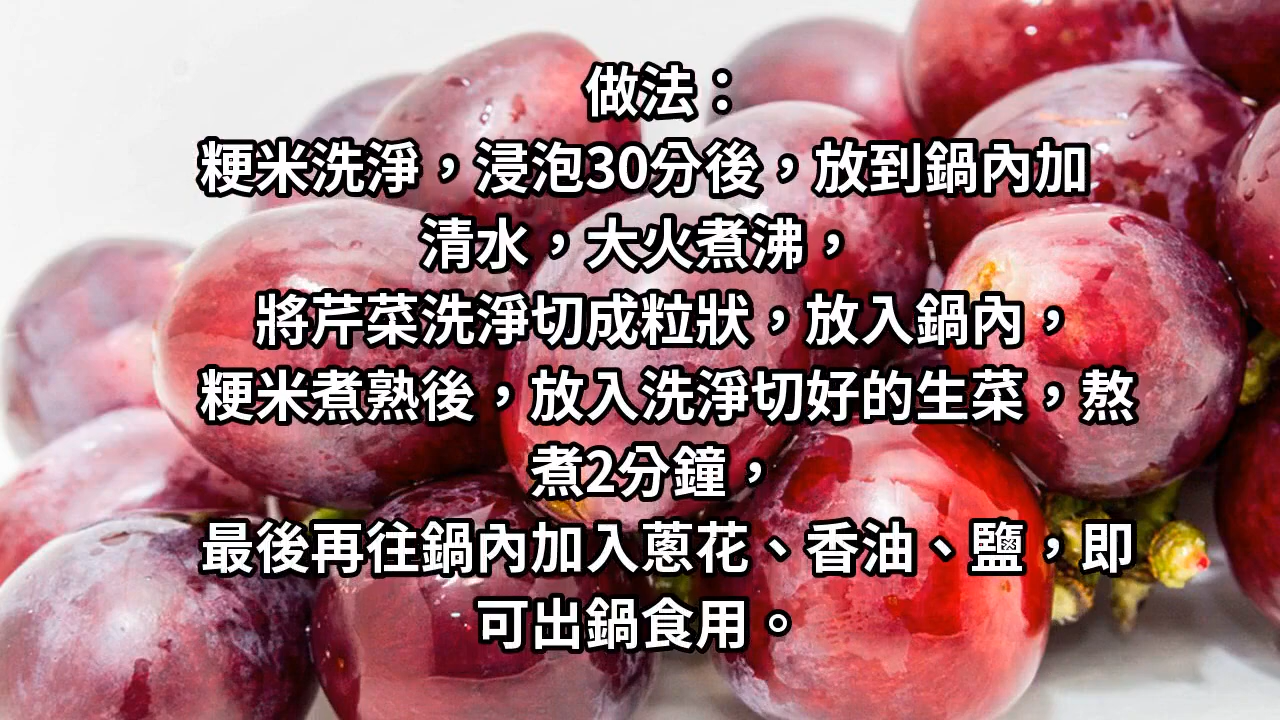 做法：
粳米洗淨，浸泡30分後，放到鍋內加
清水，大火煮沸，
將芹菜洗淨切成粒狀，放入鍋內，
粳米煮熟後，放入洗淨切好的生菜，熬
煮2分鐘，
最後再往鍋內加入蔥花、香油、鹽，即
可出鍋食用。